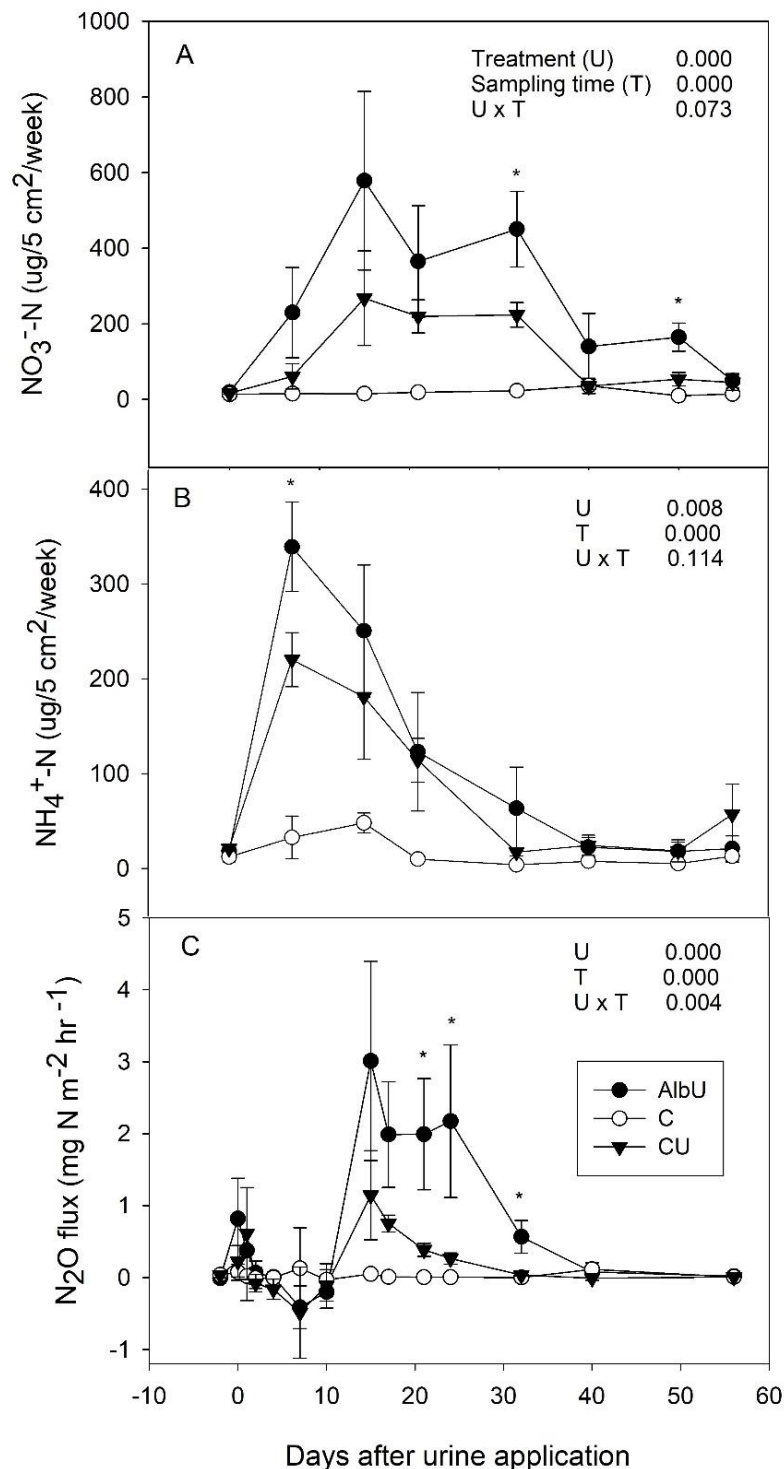 A
Treatment (U) 0.000
Sampling time (T) 0.000
U x T 0.073
1000
800
600
400
200
0
NO3⁻-N (ug/5 cm²/week)
*
*
B
U 0.008
T 0.000
U x T 0.114
400
300
200
100
0
NH4⁺-N (ug/5 cm²/week)
*
C
U 0.000
T 0.000
U x T 0.004
5
4
3
2
1
0
-1
N2O flux (mg N m⁻² hr⁻¹)
*
*
*
AlbU
C
CU
-10 0 10 20 30 40 50 60
Days after urine application